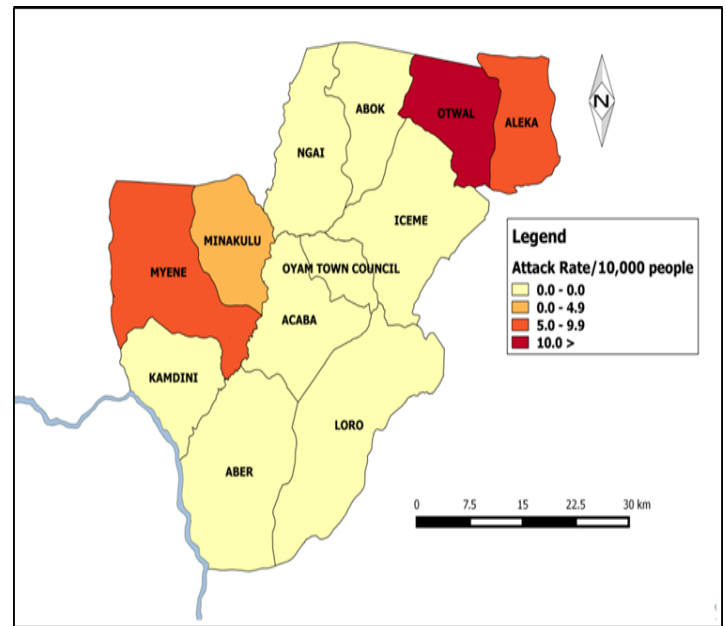 ABOK
OTWAL
ALEKA
N
NGAI
ICEME
MINAKULU
MYENE
OYAM TOWN COUNCIL
ACABA
KAMDINI
LORO
ABER
Legend
Attack Rate/10,000 people
0.0 - 0.0
0.0 - 4.9
5.0 - 9.9
10.0 >
0 7.5 15 22.5 30 km